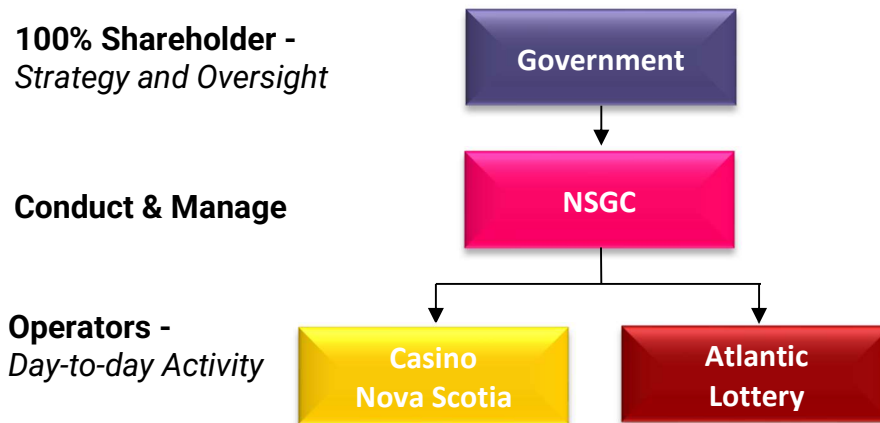 100% Shareholder -
Strategy and Oversight
Government
Conduct & Manage
NSGC
Operators -
Day-to-day Activity
Casino
Nova Scotia
Atlantic
Lottery